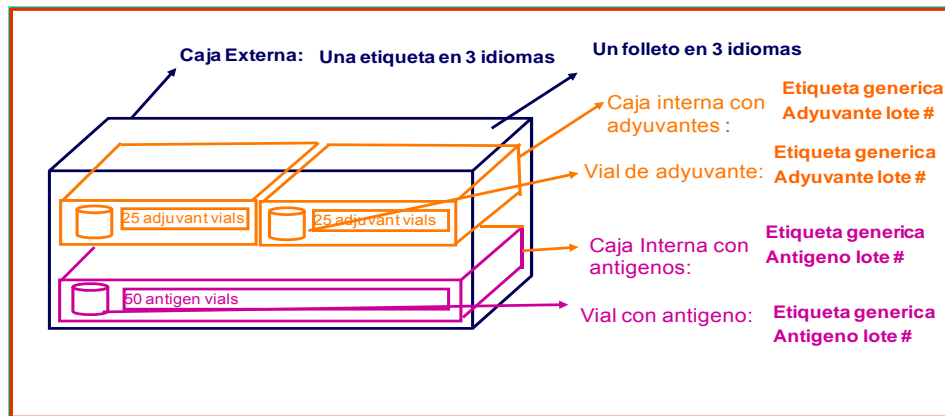 Caja Externa: Una etiqueta en 3 idiomas
Un folleto en 3 idiomas
Caja interna con
adyuvantes :
Etiqueta generica
Adyuvante lote #
Vial de adyuvante:
Etiqueta generica
Adyuvante lote #
25 adjuvant vials
25 adjuvant vials
Caja Interna con
antigenos:
Etiqueta generica
Antigeno lote #
50 antigen vials
Vial con antigeno:
Etiqueta generica
Antigeno lote #